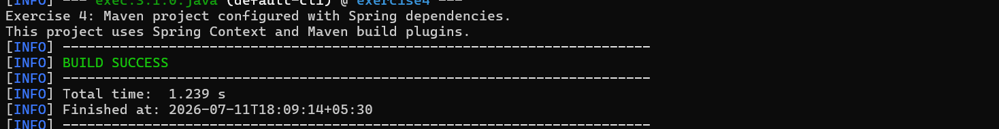 [INFO] --- exec:3.1.0:java (default-cli) @ exercise4 ---
Exercise 4: Maven project configured with Spring dependencies.
This project uses Spring Context and Maven build plugins.
[INFO] ------------------------------------------------------------------------
[INFO] BUILD SUCCESS
[INFO] ------------------------------------------------------------------------
[INFO] Total time:  1.239 s
[INFO] Finished at: 2026-07-11T18:09:14+05:30
[INFO] ------------------------------------------------------------------------